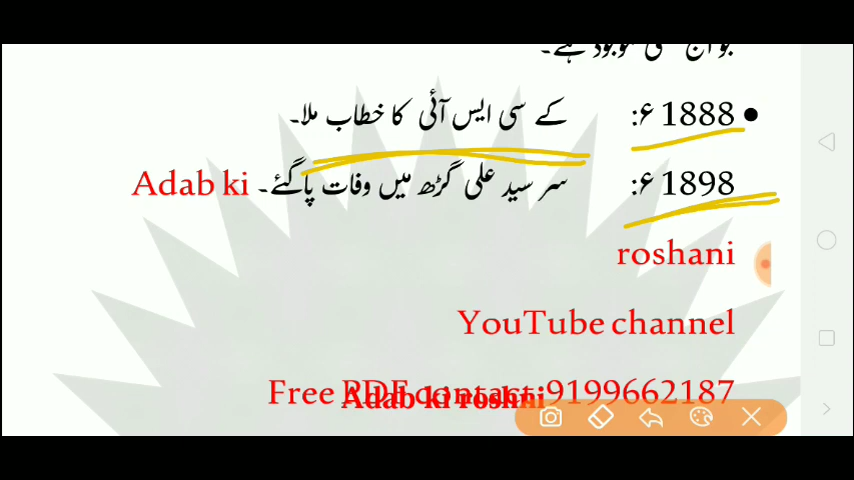 ہے۔
• 1888ء: کے سی ایس آئی کا خطاب ملا۔
1898ء: سر سید علی گڑھ میں وفات پاگئے۔ Adab ki
roshani
YouTube channel
Free PDF contact:9199662187
Adab ki roshni